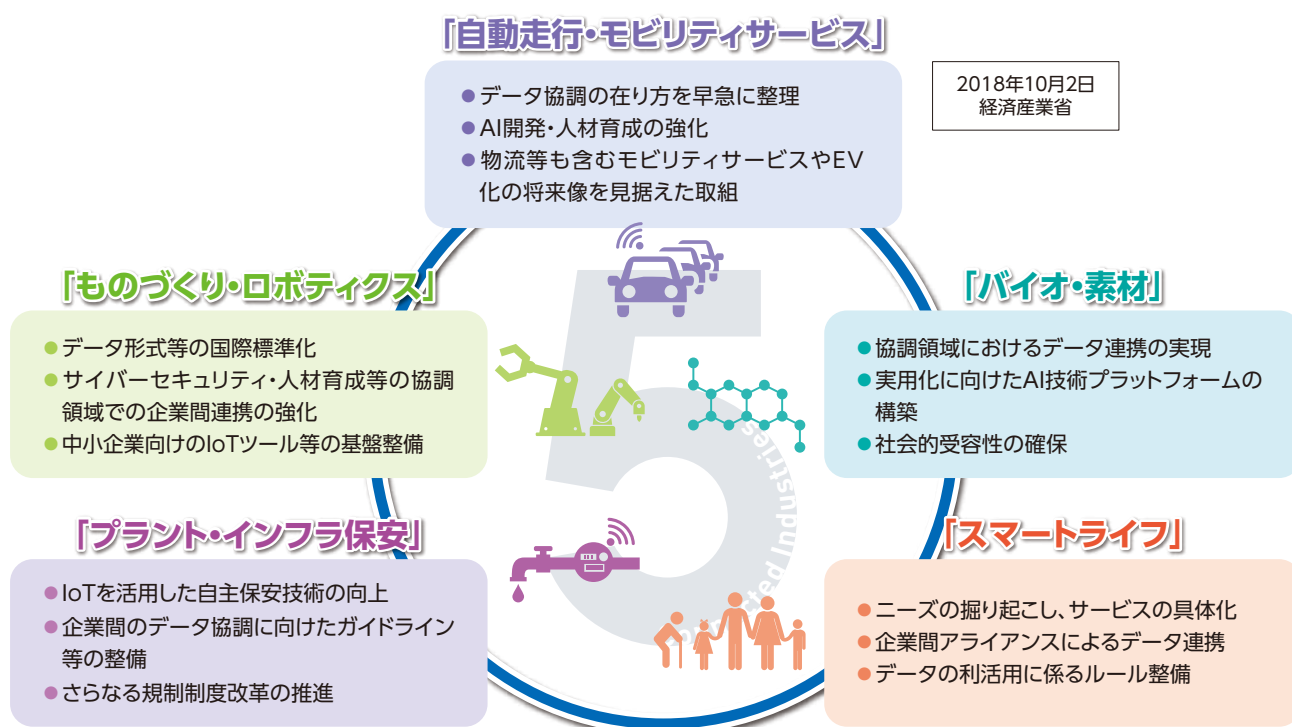 「自動走行・モビリティサービス」
2018年10月2日
経済産業省
●データ協調の在り方を早急に整理
●AI開発・人材育成の強化
●物流等も含むモビリティサービスやEV
化の将来像を見据えた取組
「ものづくり・ロボティクス」
●データ形式等の国際標準化
●サイバーセキュリティ・人材育成等の協調
領域での企業間連携の強化
●中小企業向けのIoTツール等の基盤整備
「バイオ・素材」
●協調領域におけるデータ連携の実現
●実用化に向けたAI技術プラットフォームの
構築
●社会的受容性の確保
5
Industries
「プラント・インフラ保安」
●IoTを活用した自主保安技術の向上
●企業間のデータ協調に向けたガイドライン
等の整備
●さらなる規制制度改革の推進
「スマートライフ」
●ニーズの掘り起こし、サービスの具体化
●企業間アライアンスによるデータ連携
●データの利活用に係るルール整備